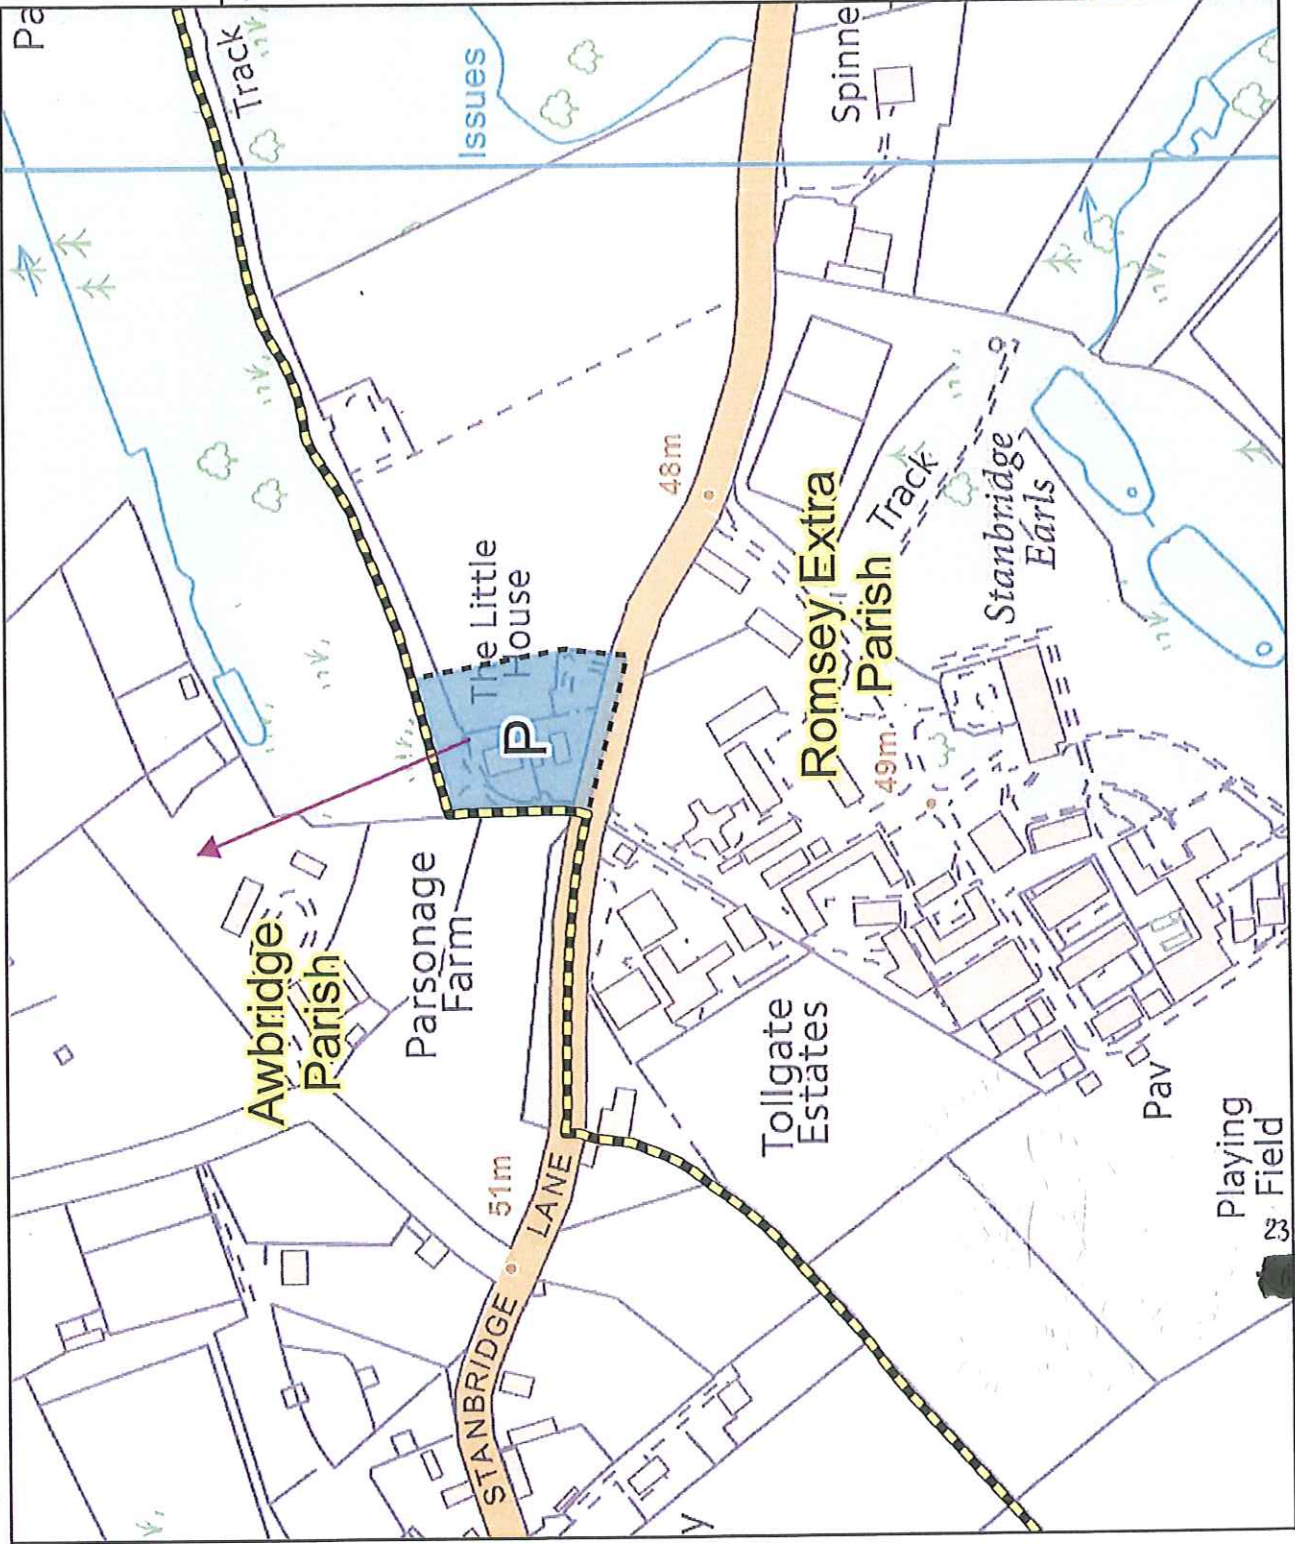 Pa
Track
Issues
Spinne
The Little
House
P
48m
Romsey Extra
Parish
Track
Stanbridge
Earls
49m
Awbridge
Parish
Parsonage
Farm
Tollgate
Estates
51m
STANBRIDGE LANE
Pav
Playing
Field
23
y